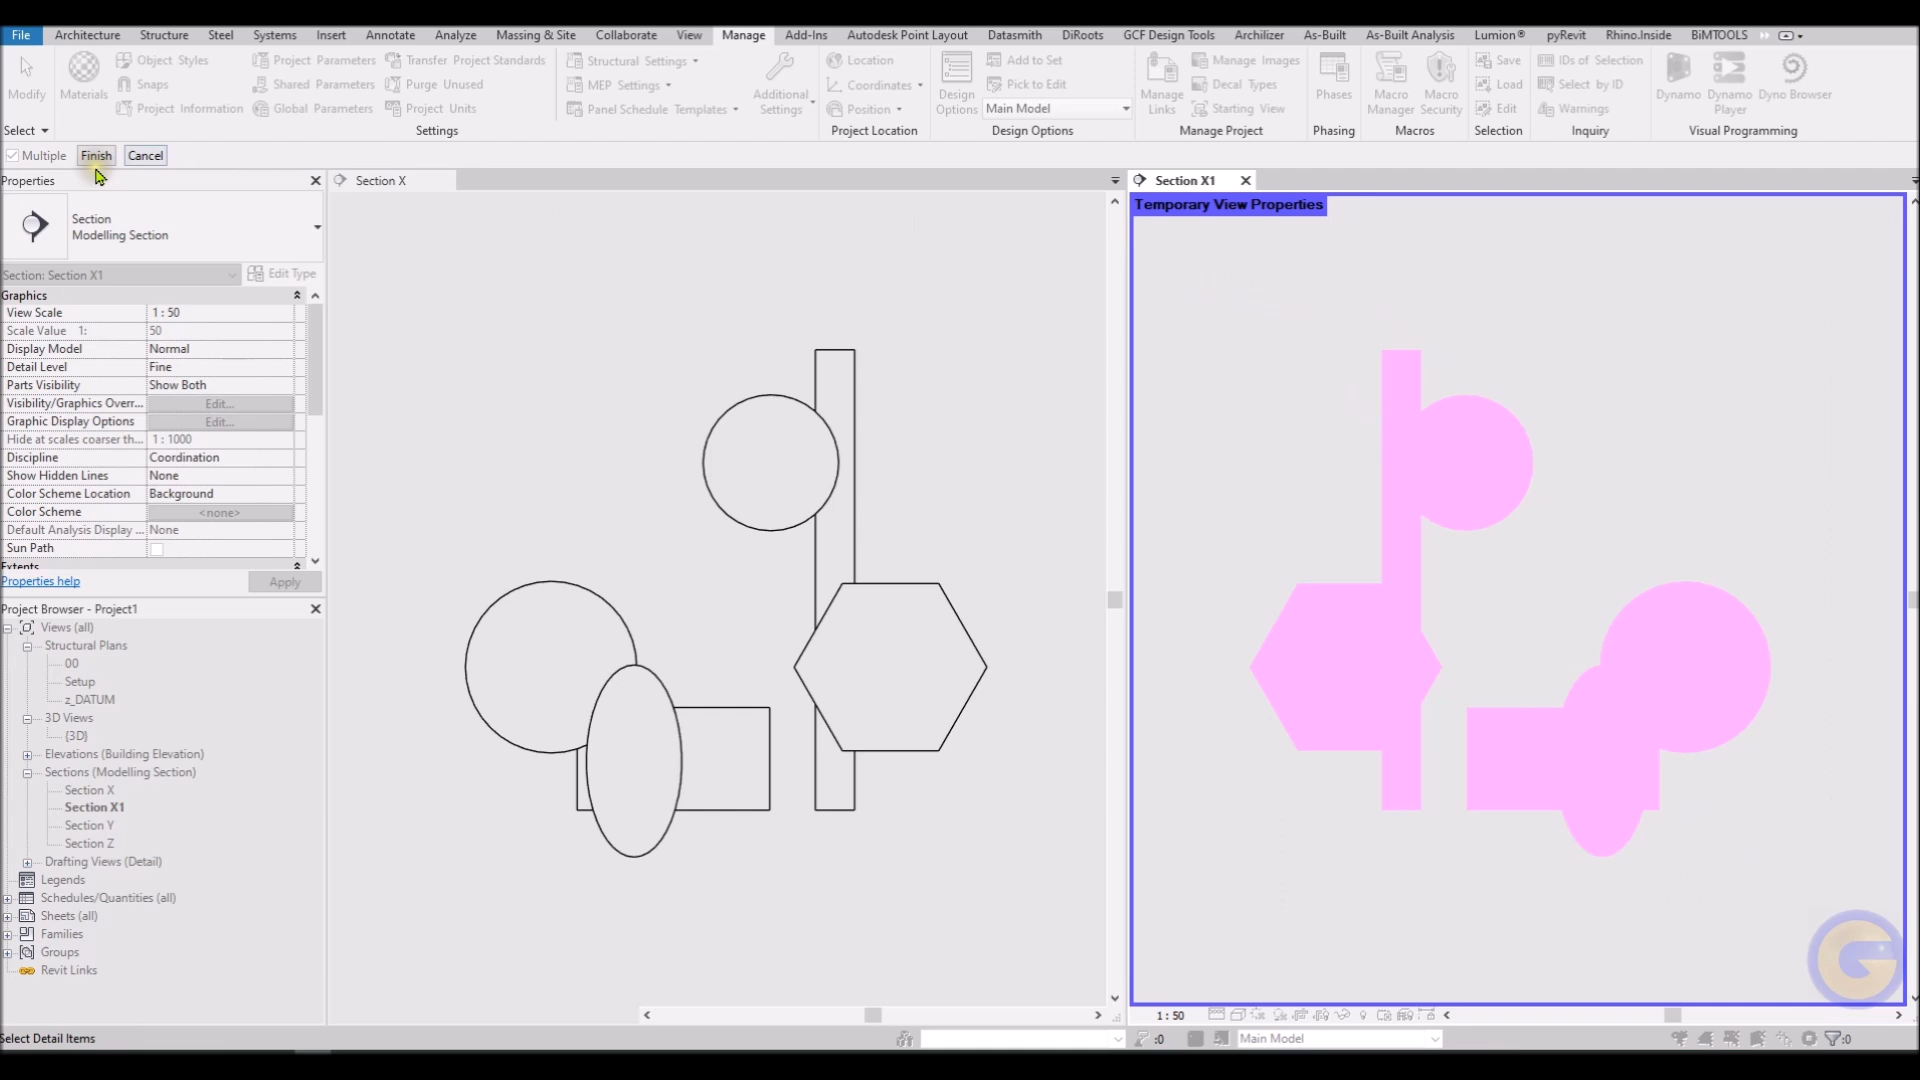 File Architecture Structure Steel Systems Insert Annotate Analyze Massing & Site Collaborate View Manage Add-Ins Autodesk Point Layout Datasmith DiRoots GCF Design Tools Archilizer As-Built As-Built Analysis Lumion® pyRevit Rhino.Inside BiMTOOLS
Object Styles Project Parameters Transfer Project Standards Structural Settings Location Add to Set Manage Images Save IDs of Selection
Snaps Shared Parameters Purge Unused MEP Settings Coordinates Pick to Edit Decal Types Load Select by ID
Modify Materials Additional Settings Design Options Manage Links Phases Macro Manager Macro Security Dynamo Dynamo Player Dyno Browser
Project Information Global Parameters Project Units Panel Schedule Templates Position Main Model Starting View Edit Warnings
Select Settings Project Location Design Options Manage Project Phasing Macros Selection Inquiry Visual Programming
Multiple Finish Cancel
Properties
Section X
Section X1
Temporary View Properties
Section
Modelling Section
Section: Section X1 Edit Type
Graphics
View Scale 1 : 50
Scale Value 1: 50
Display Model Normal
Detail Level Fine
Parts Visibility Show Both
Visibility/Graphics Overr... Edit...
Graphic Display Options Edit...
Hide at scales coarser th... 1 : 1000
Discipline Coordination
Show Hidden Lines None
Color Scheme Location Background
Color Scheme <none>
Default Analysis Display ... None
Sun Path
Extents
Properties help Apply
Project Browser - Project1
Views (all)
Structural Plans
00
Setup
z_DATUM
3D Views
{3D}
Elevations (Building Elevation)
Sections (Modelling Section)
Section X
Section X1
Section Y
Section Z
Drafting Views (Detail)
Legends
Schedules/Quantities (all)
Sheets (all)
Families
Groups
Revit Links
1 : 50
Select Detail Items :0 Main Model :0
G